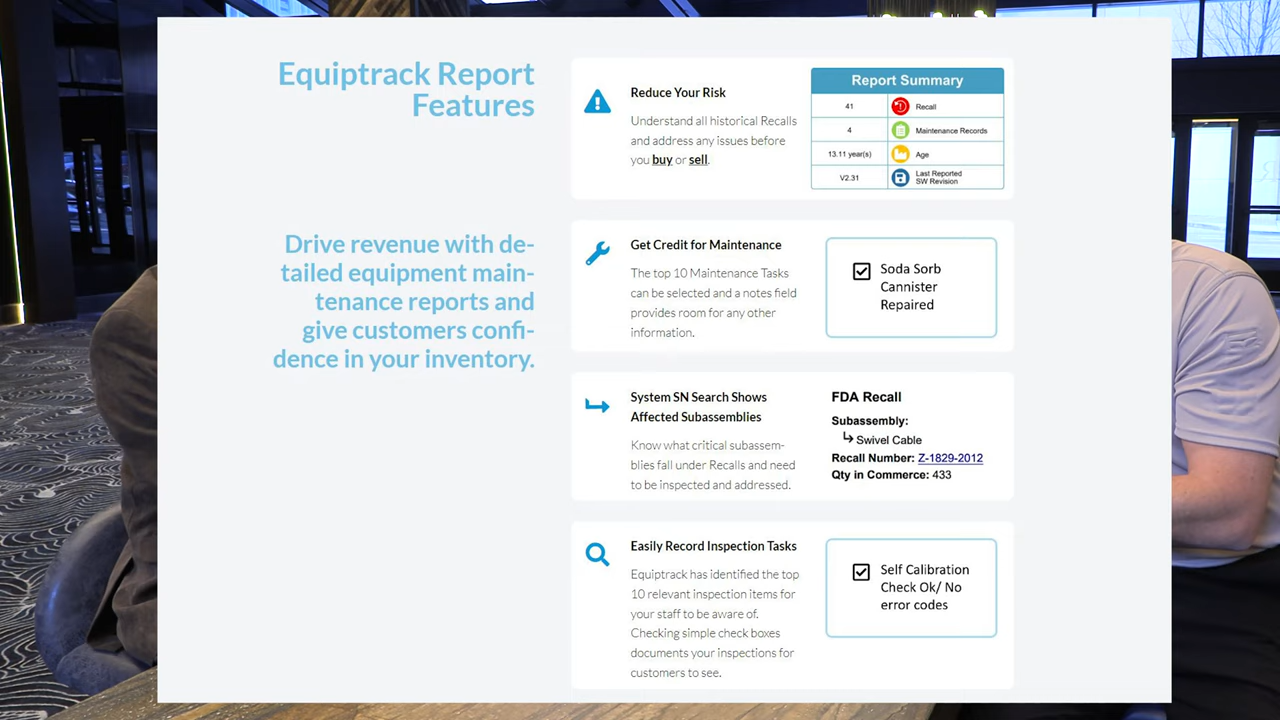 Equiptrack Report
Features
Drive revenue with de-
tailed equipment main-
tenance reports and
give customers confi-
dence in your inventory.
Reduce Your Risk
Understand all historical Recalls
and address any issues before
you buy or sell.
Report Summary
41 Recall
4 Maintenance Records
13.11 year(s) Age
V2.31 Last Reported
SW Revision
Get Credit for Maintenance
The top 10 Maintenance Tasks
can be selected and a notes field
provides room for any other
information.
Soda Sorb
Cannister
Repaired
System SN Search Shows
Affected Subassemblies
Know what critical subassem-
blies fall under Recalls and need
to be inspected and addressed.
FDA Recall
Subassembly:
Swivel Cable
Recall Number: Z-1829-2012
Qty in Commerce: 433
Easily Record Inspection Tasks
Equiptrack has identified the top
10 relevant inspection items for
your staff to be aware of.
Checking simple check boxes
documents your inspections for
customers to see.
Self Calibration
Check Ok/ No
error codes